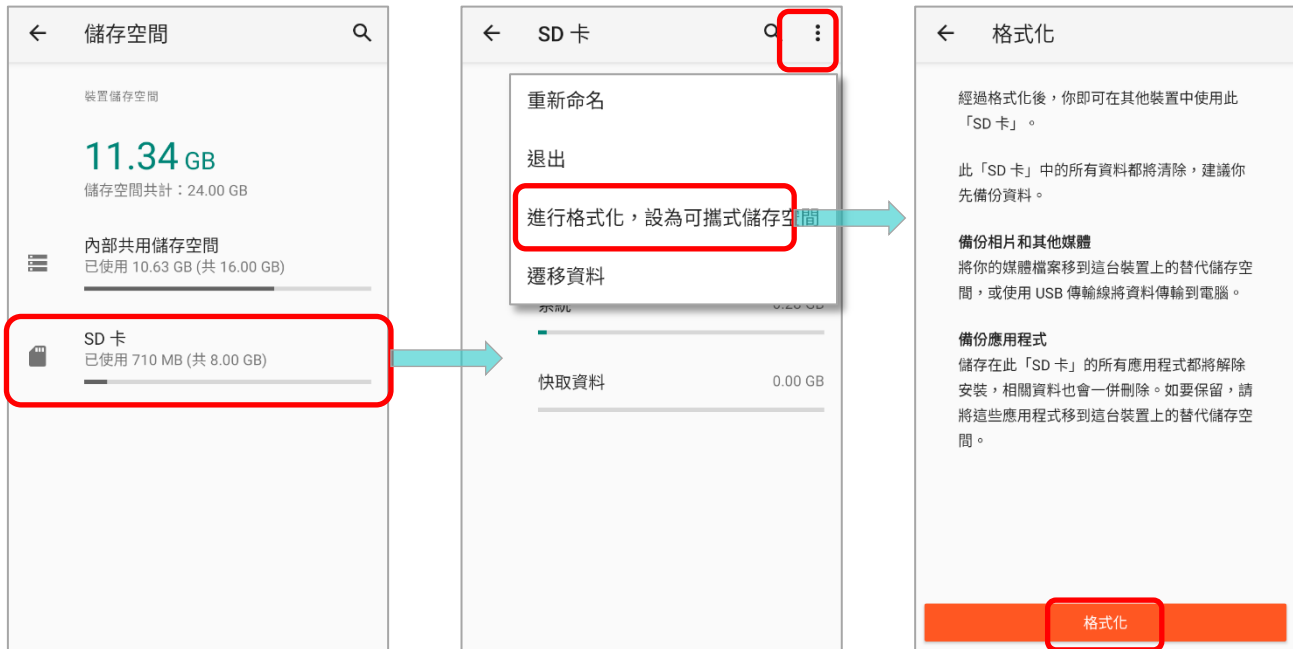 儲存空間
裝置儲存空間
11.34 GB
儲存空間共計：24.00 GB
內部共用儲存空間
已使用 10.63 GB (共 16.00 GB)
SD 卡
已使用 710 MB (共 8.00 GB)
SD 卡
重新命名
退出
進行格式化，設為可攜式儲存空間
遷移資料
系統
快取資料 0.00 GB
格式化
經過格式化後，你即可在其他裝置中使用此
「SD 卡」。
此「SD 卡」中的所有資料都將清除，建議你
先備份資料。
備份相片和其他媒體
將你的媒體檔案移到這台裝置上的替代儲存空
間，或使用 USB 傳輸線將資料傳輸到電腦。
備份應用程式
儲存在此「SD 卡」的所有應用程式都將解除
安裝，相關資料也會一併刪除。如要保留，請
將這些應用程式移到這台裝置上的替代儲存空
間。
格式化